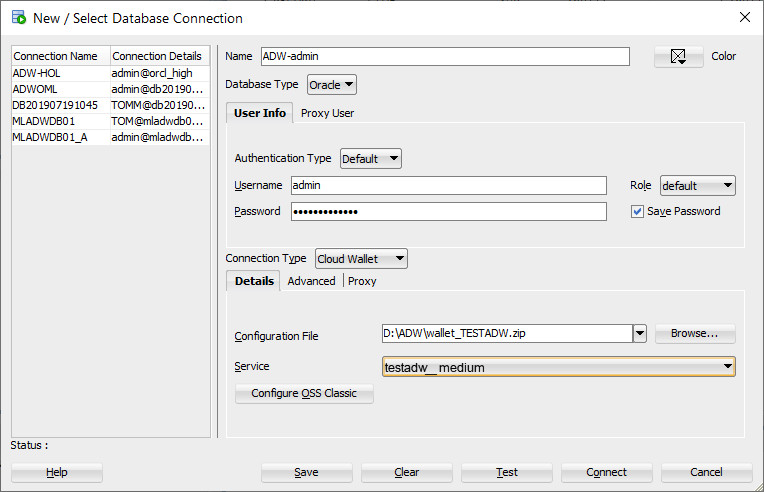 New / Select Database Connection
Connection Name Connection Details
ADW-HOL admin@orcl_high
ADWOML admin@db20190...
DB201907191045 TOMM@db201907...
MLADWDB01 TOM@mladwdb0...
MLADWDB01_A admin@mladwdb...
Name ADW-admin Color
Database Type Oracle
User Info Proxy User
Authentication Type Default
Username admin Role default
Password ••••••••••••• Save Password
Connection Type Cloud Wallet
Details Advanced Proxy
Configuration File D:\ADW\wallet_TESTADW.zip Browse...
Service testadw_medium
Configure OSS Classic
Status :
Help Save Clear Test Connect Cancel